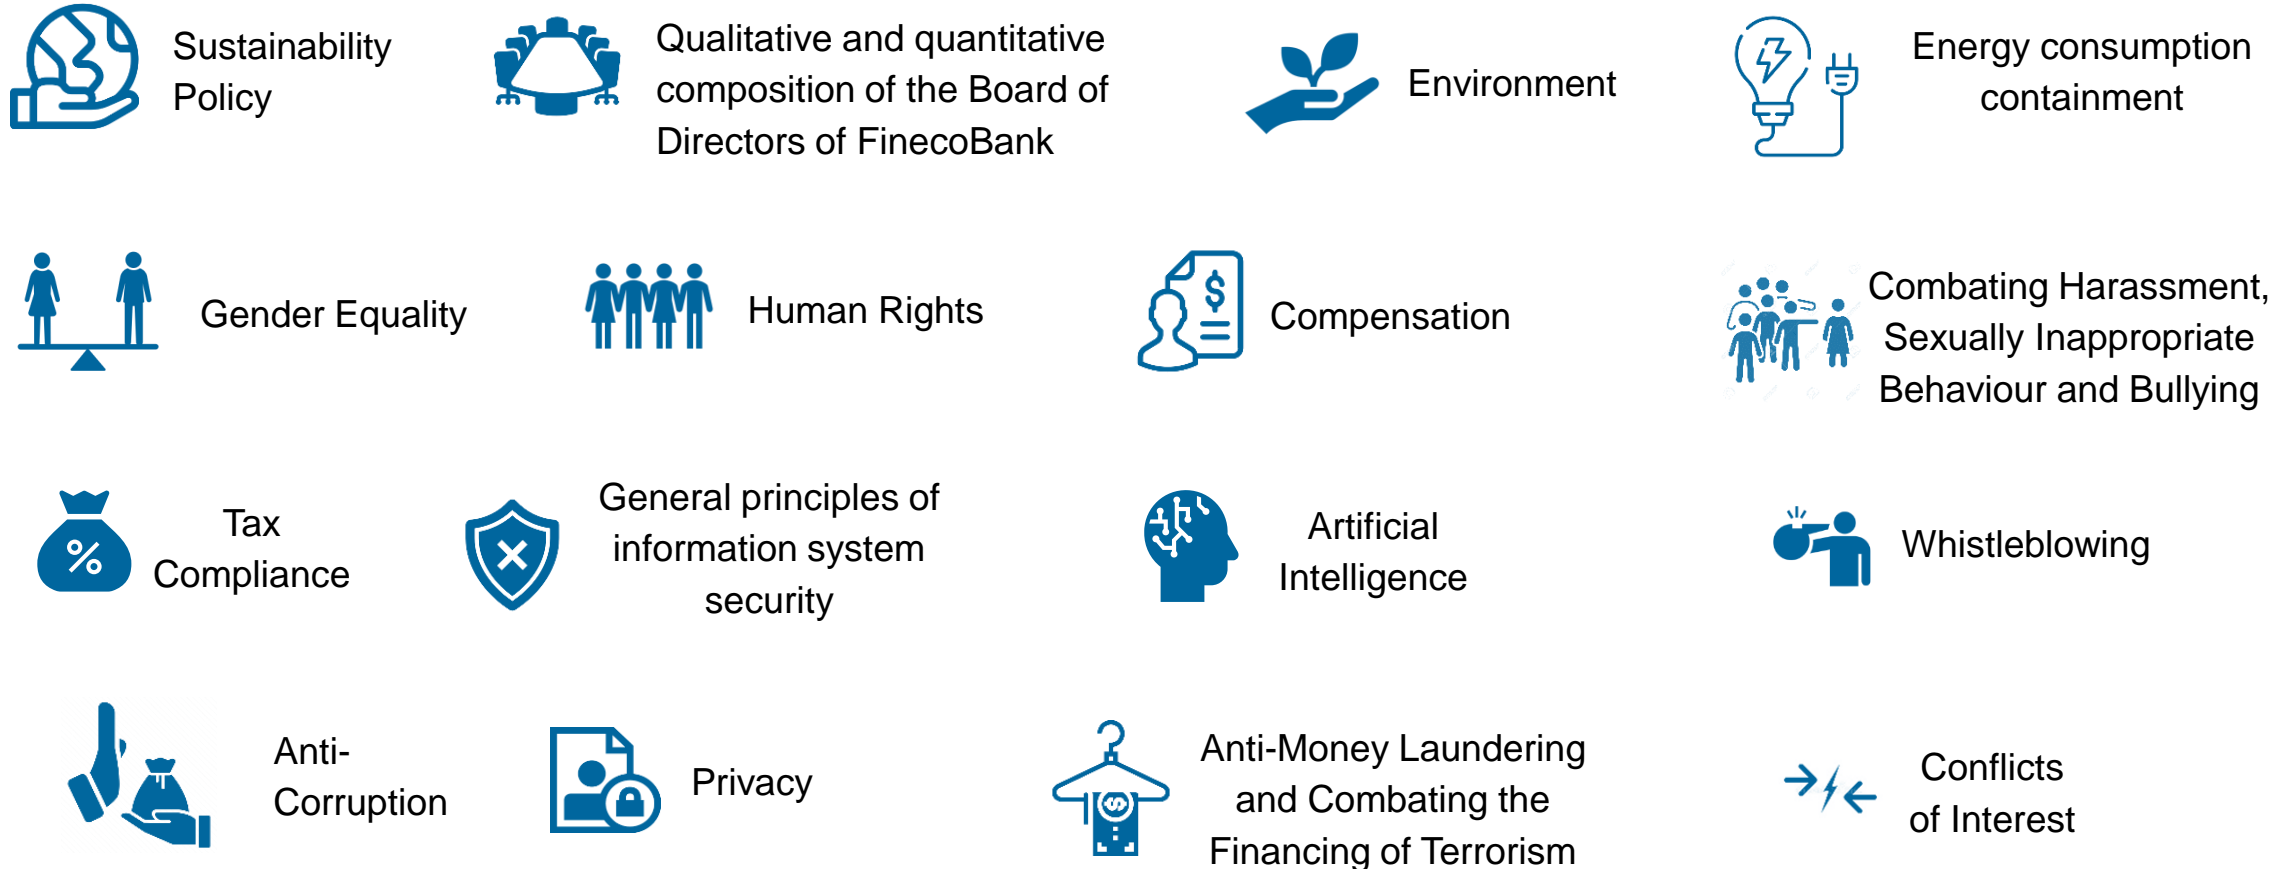 Sustainability
Policy
Qualitative and quantitative
composition of the Board of
Directors of FinecoBank
Environment
Energy consumption
containment
Gender Equality
Human Rights
$
Compensation
Combating Harassment,
Sexually Inappropriate
Behaviour and Bullying
%
Tax
Compliance
General principles of
information system
security
Artificial
Intelligence
Whistleblowing
Anti-
Corruption
Privacy
$
Anti-Money Laundering
and Combating the
Financing of Terrorism
Conflicts
of Interest